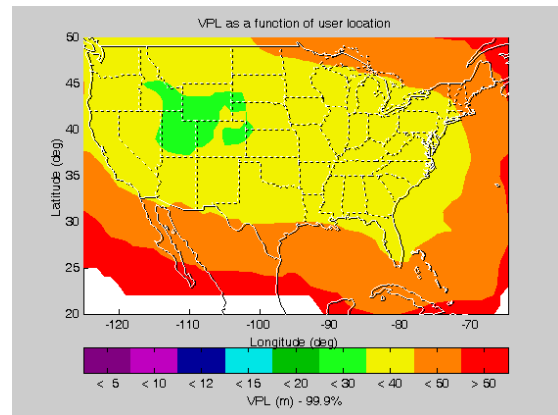 VPL as a function of user location
50
45
40
35
30
25
20
Latitude (deg)
-120 -110 -100 -90 -80 -70
Longitude (deg)
< 5 < 10 < 12 < 15 < 20 < 30 < 40 < 50 > 50
VPL (m) - 99.9%